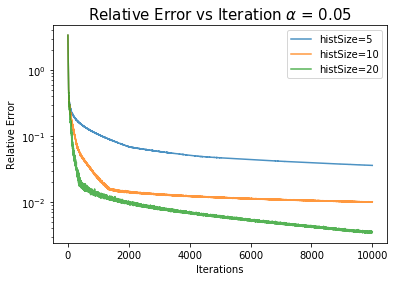 Relative Error vs Iteration α = 0.05
histSize=5
histSize=10
histSize=20
Relative Error
10⁰
10⁻¹
10⁻²
0 2000 4000 6000 8000 10000
Iterations